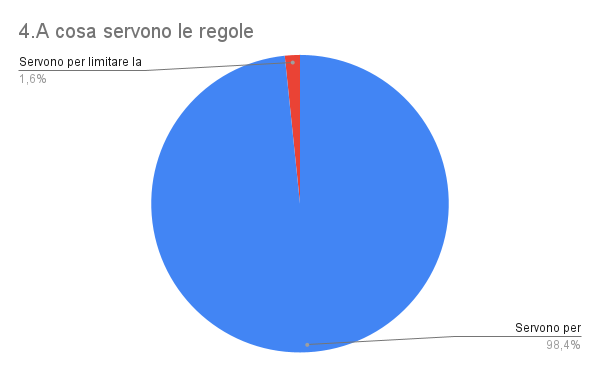 4.A cosa servono le regole
Servono per limitare la
1,6%
Servono per
98,4%